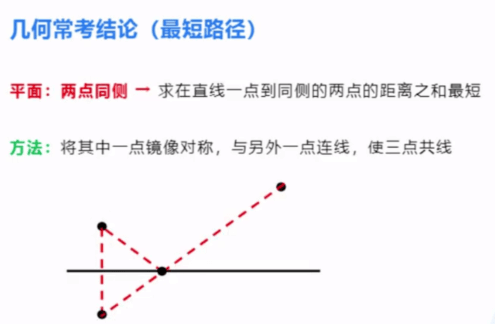 几何常考结论（最短路径）
平面：两点同侧 → 求在直线一点到同侧的两点的距离之和最短
方法：将其中一点镜像对称，与另外一点连线，使三点共线